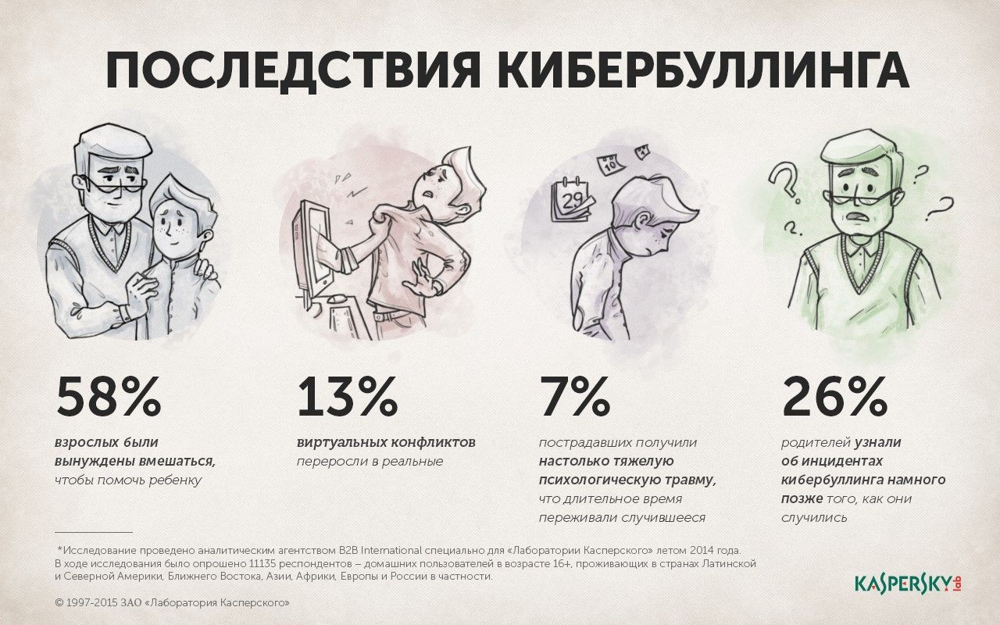 ПОСЛЕДСТВИЯ КИБЕРБУЛЛИНГА
10
1
29
58%
взрослых были
вынуждены вмешаться,
чтобы помочь ребенку
13%
виртуальных конфликтов
переросли в реальные
7%
пострадавших получили
настолько тяжелую
психологическую травму,
что длительное время
переживали случившееся
26%
родителей узнали
об инцидентах
кибербуллинга намного
позже того, как они
случились
*Исследование проведено аналитическим агентством B2B International специально для «Лаборатории Касперского» летом 2014 года.
В ходе исследования было опрошено 11135 респондентов – домашних пользователей в возрасте 16+, проживающих в странах Латинской
и Северной Америки, Ближнего Востока, Азии, Африки, Европы и России в частности.
© 1997-2015 ЗАО «Лаборатория Касперского»
KASPERSKY lab